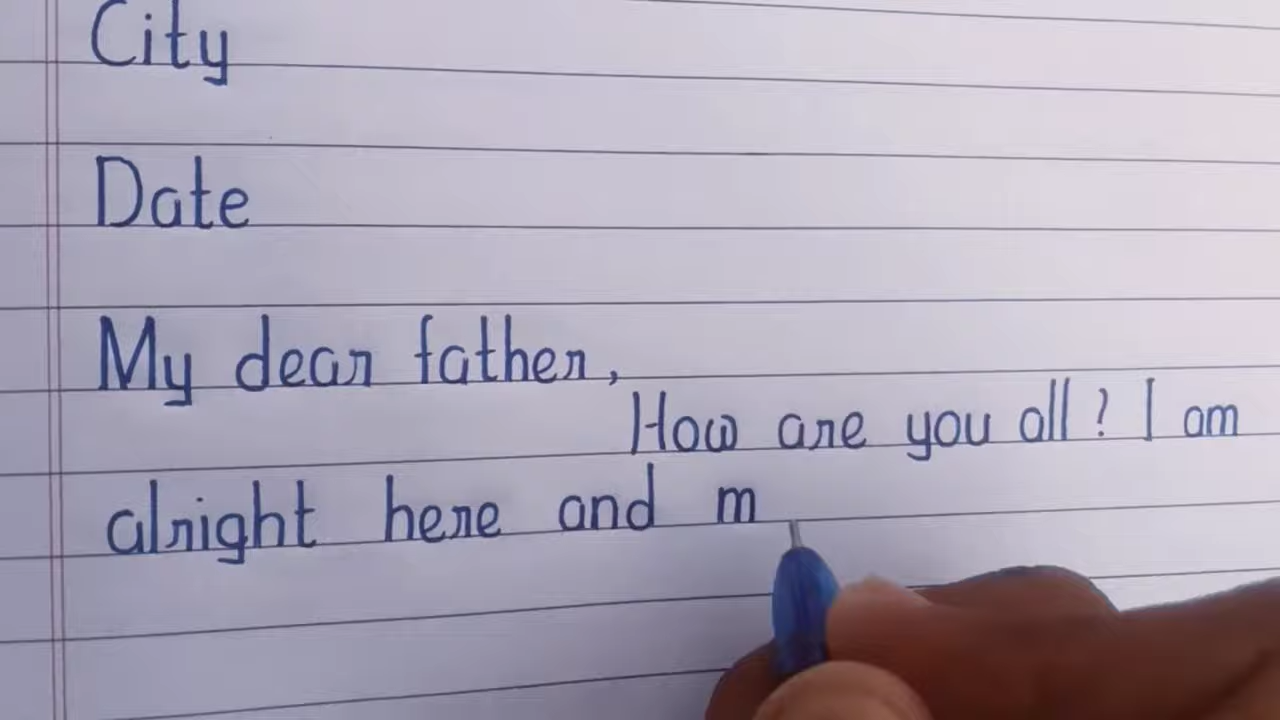 City
Date
My dear father,
How are you all? I am
alright here and m